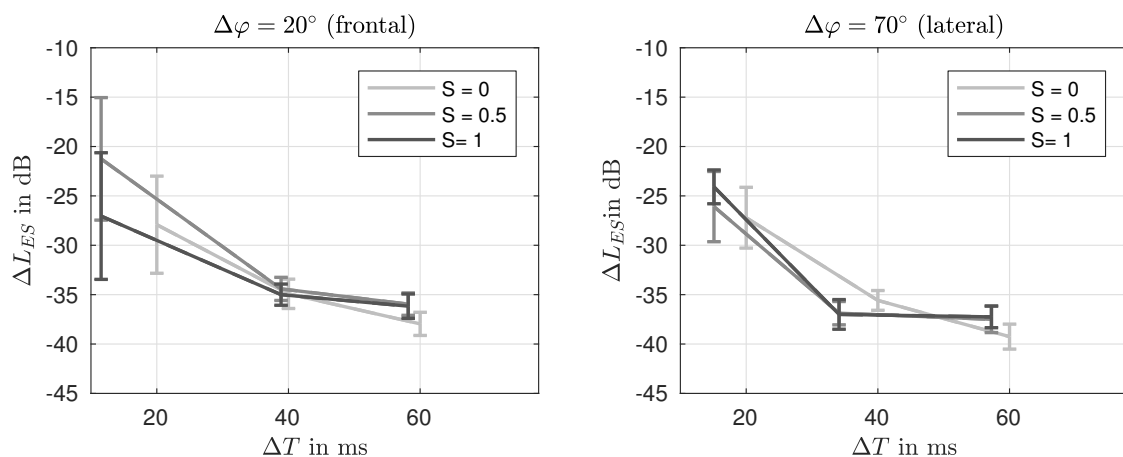 Δφ = 20° (frontal)
-10
-15
-20
-25
-30
-35
-40
-45
20 40 60
ΔL_ES in dB
ΔT in ms
S = 0
S = 0.5
S= 1
Δφ = 70° (lateral)
-10
-15
-20
-25
-30
-35
-40
-45
20 40 60
ΔL_ESin dB
ΔT in ms
S = 0
S = 0.5
S= 1